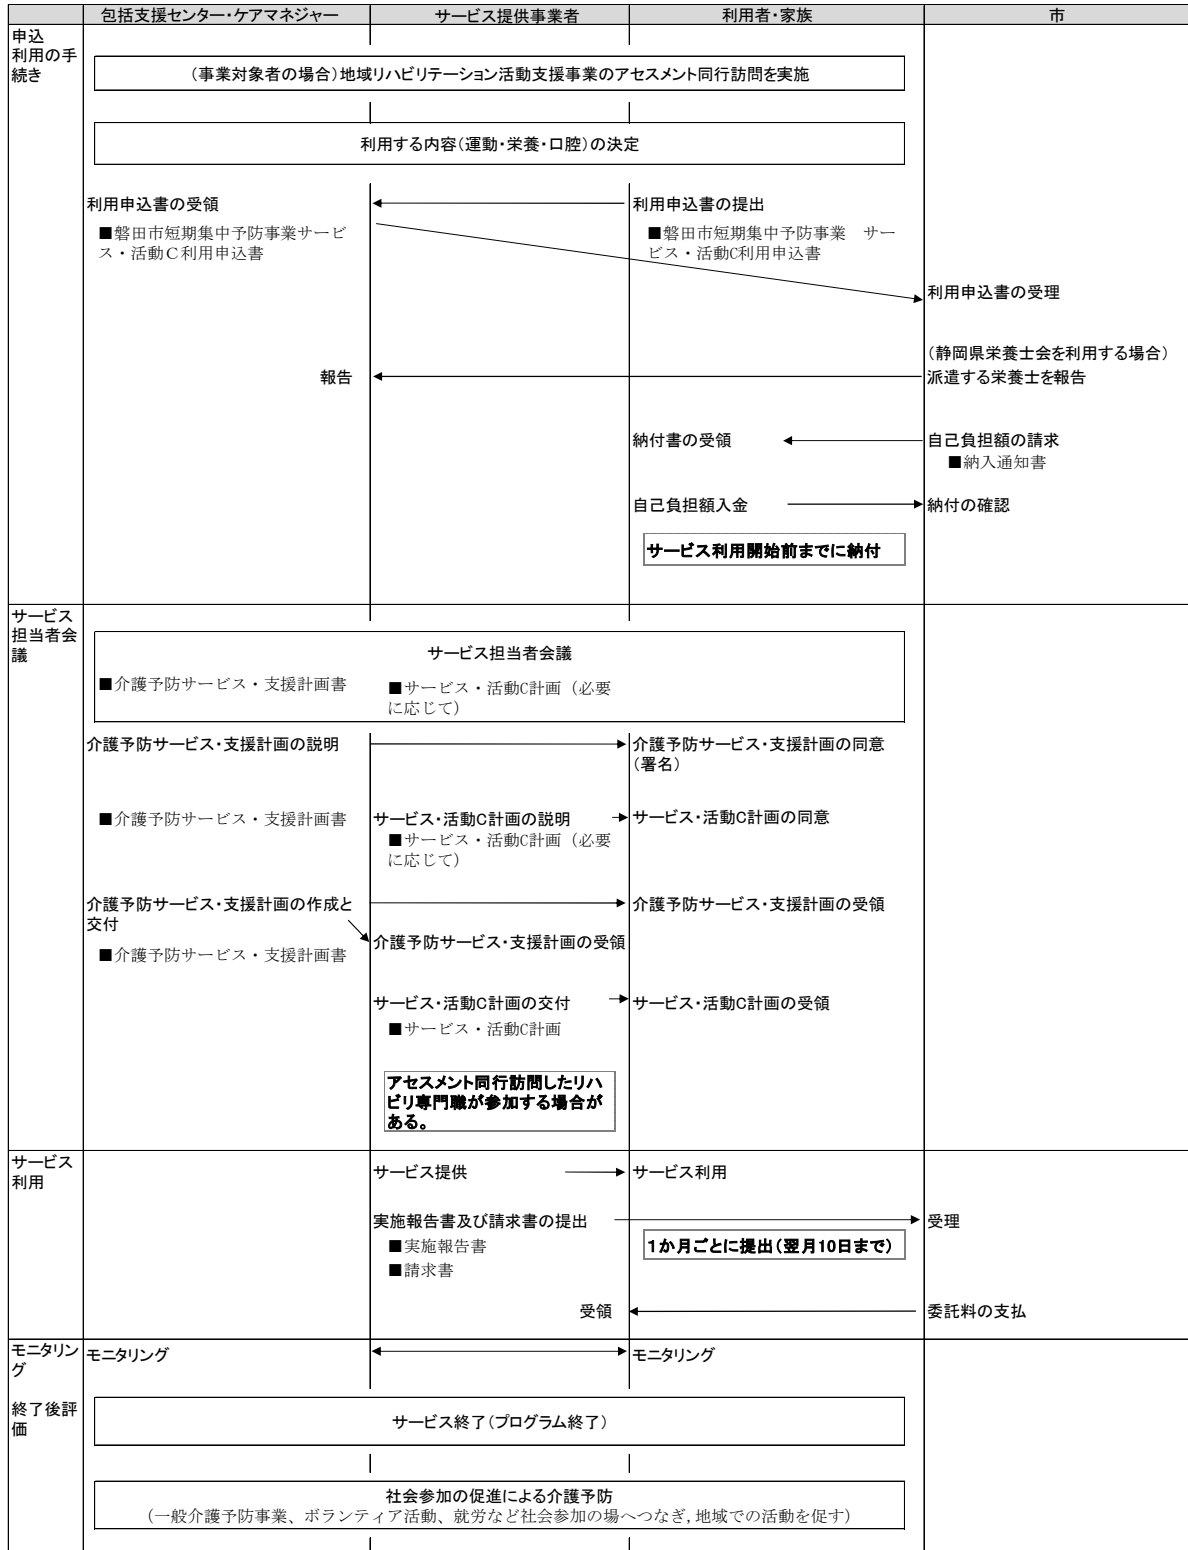 包括支援センター・ケアマネジャー
サービス提供事業者
利用者・家族
市
申込
利用の手
続き
(事業対象者の場合)地域リハビリテーション活動支援事業のアセスメント同行訪問を実施
利用する内容(運動・栄養・口腔)の決定
利用申込書の受領
利用申込書の提出
■磐田市短期集中予防事業サービ
ス・活動Ｃ利用申込書
■磐田市短期集中予防事業　サー
ビス・活動C利用申込書
利用申込書の受理
(静岡県栄養士会を利用する場合)
報告
派遣する栄養士を報告
納付書の受領
自己負担額の請求
■納入通知書
自己負担額入金
納付の確認
サービス利用開始前までに納付
サービス
担当者会
議
サービス担当者会議
■介護予防サービス・支援計画書
■サービス・活動C計画（必要
に応じて）
介護予防サービス・支援計画の説明
介護予防サービス・支援計画の同意
(署名)
■介護予防サービス・支援計画書
サービス・活動C計画の説明
サービス・活動C計画の同意
■サービス・活動C計画（必要
に応じて）
介護予防サービス・支援計画の作成と
交付
介護予防サービス・支援計画の受領
■介護予防サービス・支援計画書
介護予防サービス・支援計画の受領
サービス・活動C計画の交付
サービス・活動C計画の受領
■サービス・活動C計画
アセスメント同行訪問したリハ
ビリ専門職が参加する場合が
ある。
サービス
利用
サービス提供
サービス利用
実施報告書及び請求書の提出
受理
■実施報告書
■請求書
１か月ごとに提出(翌月10日まで)
受領
委託料の支払
モニタリン
グ
モニタリング
モニタリング
終了後評
価
サービス終了(プログラム終了)
社会参加の促進による介護予防
（一般介護予防事業、ボランティア活動、就労など社会参加の場へつなぎ,地域での活動を促す）